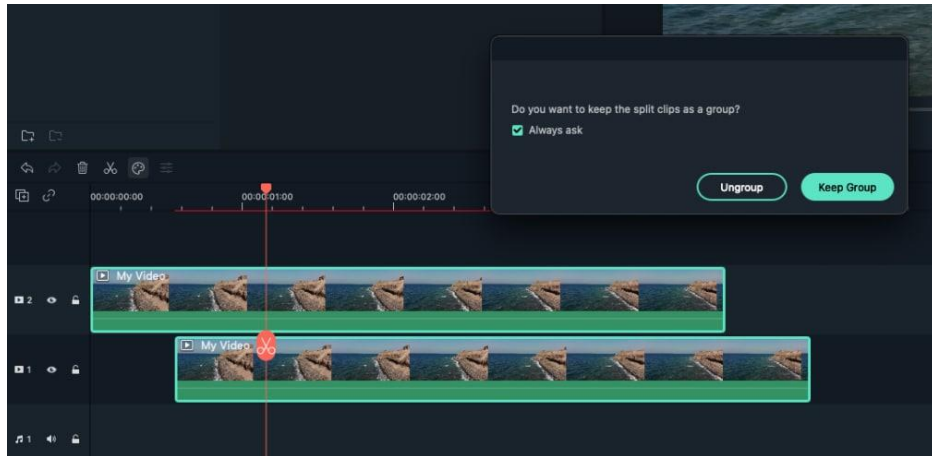 Do you want to keep the split clips as a group?
Always ask
Ungroup
Keep Group
00:00:00:00
00:00:01:00
00:00:02:00
My Video
2
My Video
1
1